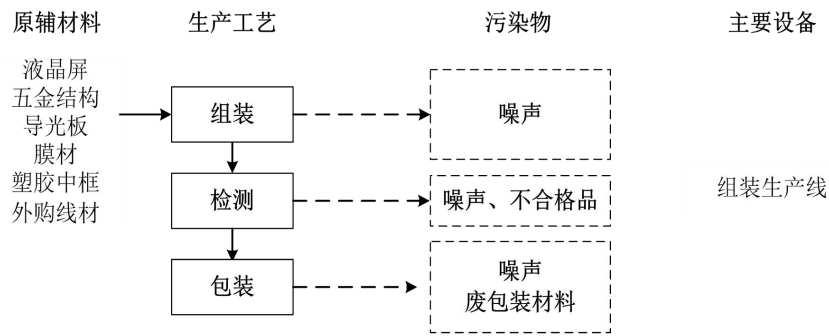 原辅材料 生产工艺 污染物 主要设备
液晶屏
五金结构
导光板
膜材
塑胶中框
外购线材
组装
噪声
检测
噪声、不合格品
包装
噪声
废包装材料
组装生产线